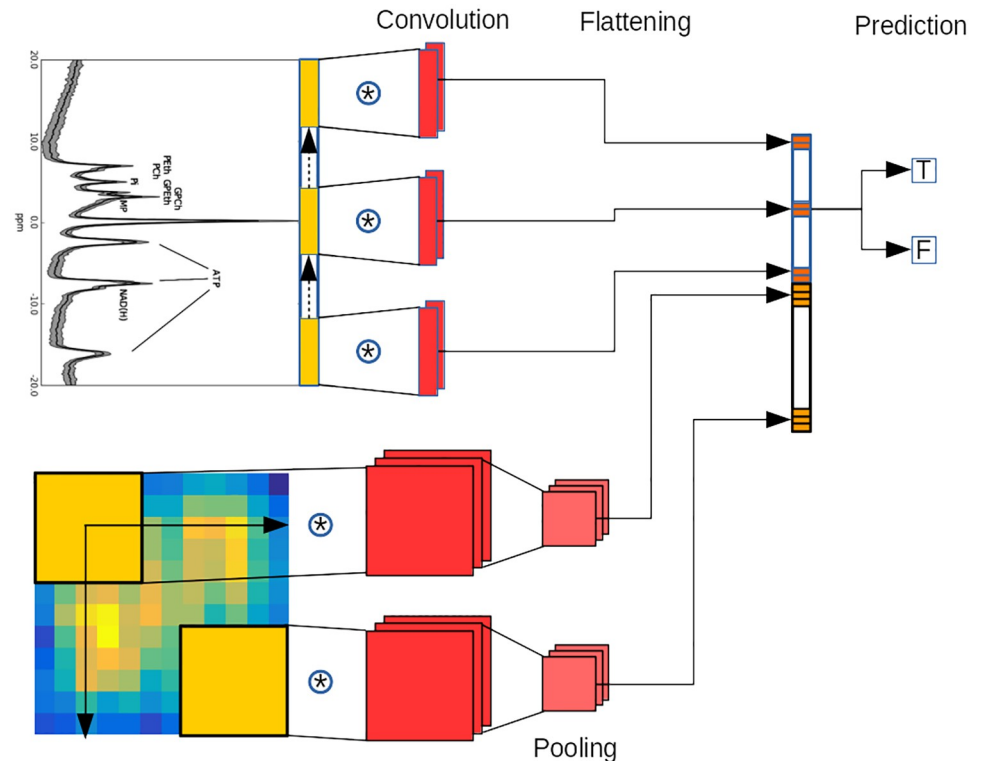 Convolution
Flattening
Prediction
20.0
10.0
0.0
-10.0
-20.0
ppm
PEth
PCh
Pi
GPCh
GPEth
MP
ATP
NAD(H)
*
*
*
T
F
*
*
Pooling